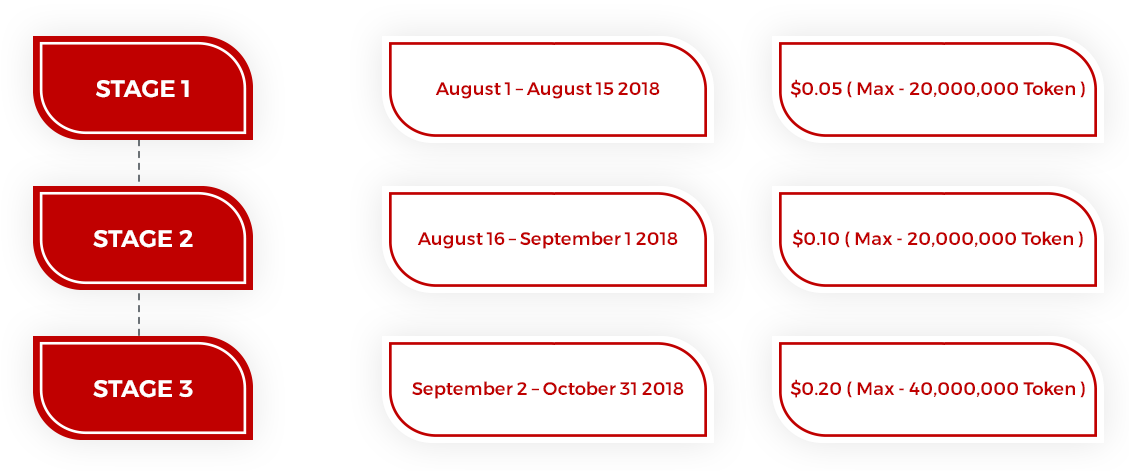 STAGE 1
August 1 – August 15 2018
$0.05 ( Max - 20,000,000 Token )
STAGE 2
August 16 – September 1 2018
$0.10 ( Max - 20,000,000 Token )
STAGE 3
September 2 – October 31 2018
$0.20 ( Max - 40,000,000 Token )